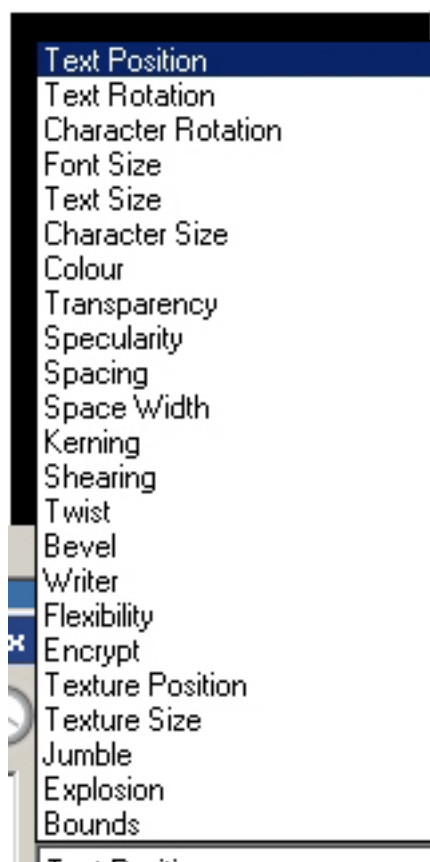 Text Position
Text Rotation
Character Rotation
Font Size
Text Size
Character Size
Colour
Transparency
Specularity
Spacing
Space Width
Kerning
Shearing
Twist
Bevel
Writer
Flexibility
Encrypt
Texture Position
Texture Size
Jumble
Explosion
Bounds